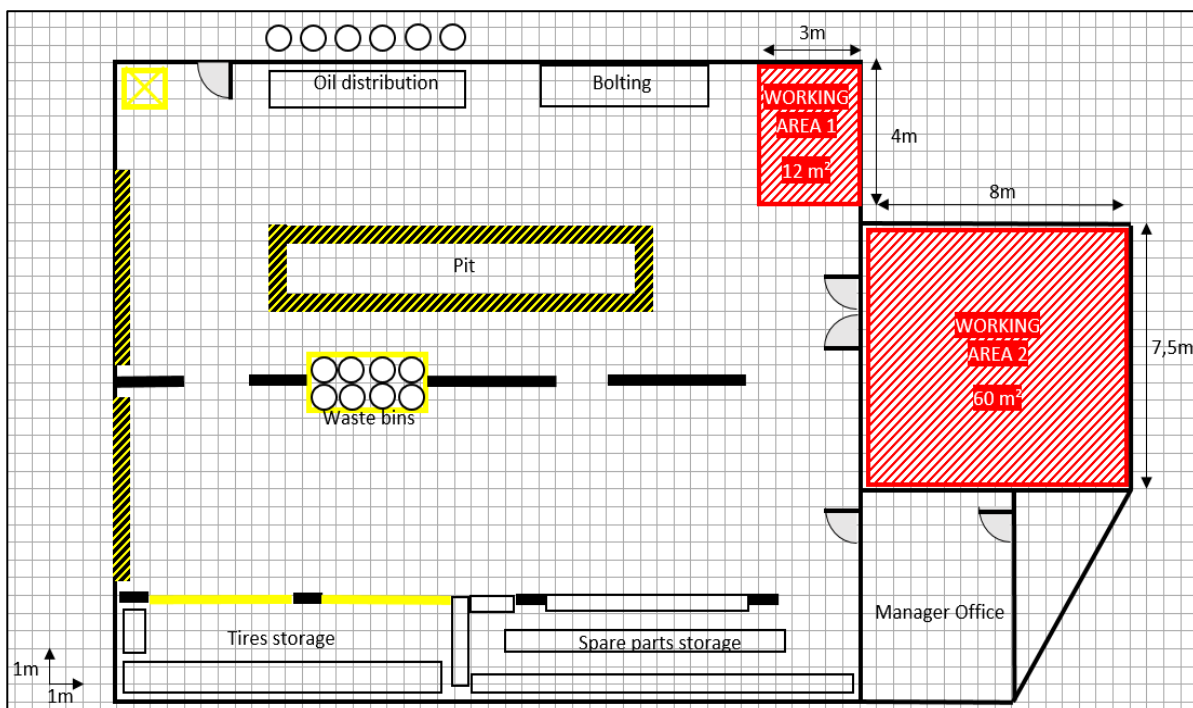 3m
Oil distribution
Bolting
WORKING
AREA 1
12 m²
4m
8m
Pit
WORKING
AREA 2
60 m²
7,5m
Waste bins
Manager Office
Tires storage
Spare parts storage
1m
1m